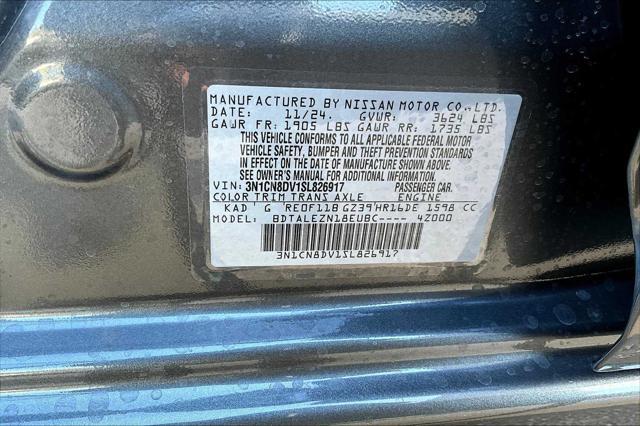 MANUFACTURED BY NISSAN MOTOR CO.,LTD.
DATE: 11/24. GVWR: 3624 LBS
GAWR FR: 1905 LBS GAWR RR: 1735 LBS
THIS VEHICLE CONFORMS TO ALL APPLICABLE FEDERAL MOTOR
VEHICLE SAFETY, BUMPER AND THEFT PREVENTION STANDARDS
IN EFFECT ON THE DATE OF MANUFACTURE SHOWN ABOVE.
SEE OWNER'S MANUAL FOR ADDITIONAL INFORMATION.
VIN: 3N1CN8DV1SL826917 PASSENGER CAR.
COLOR TRIM TRANS AXLE ENGINE
KAD G RE0F11B GZ39 HR16DE 1598 CC
MODEL: BDTALEZN18EUBC---- 4Z000
3N1CN8DV1SL826917